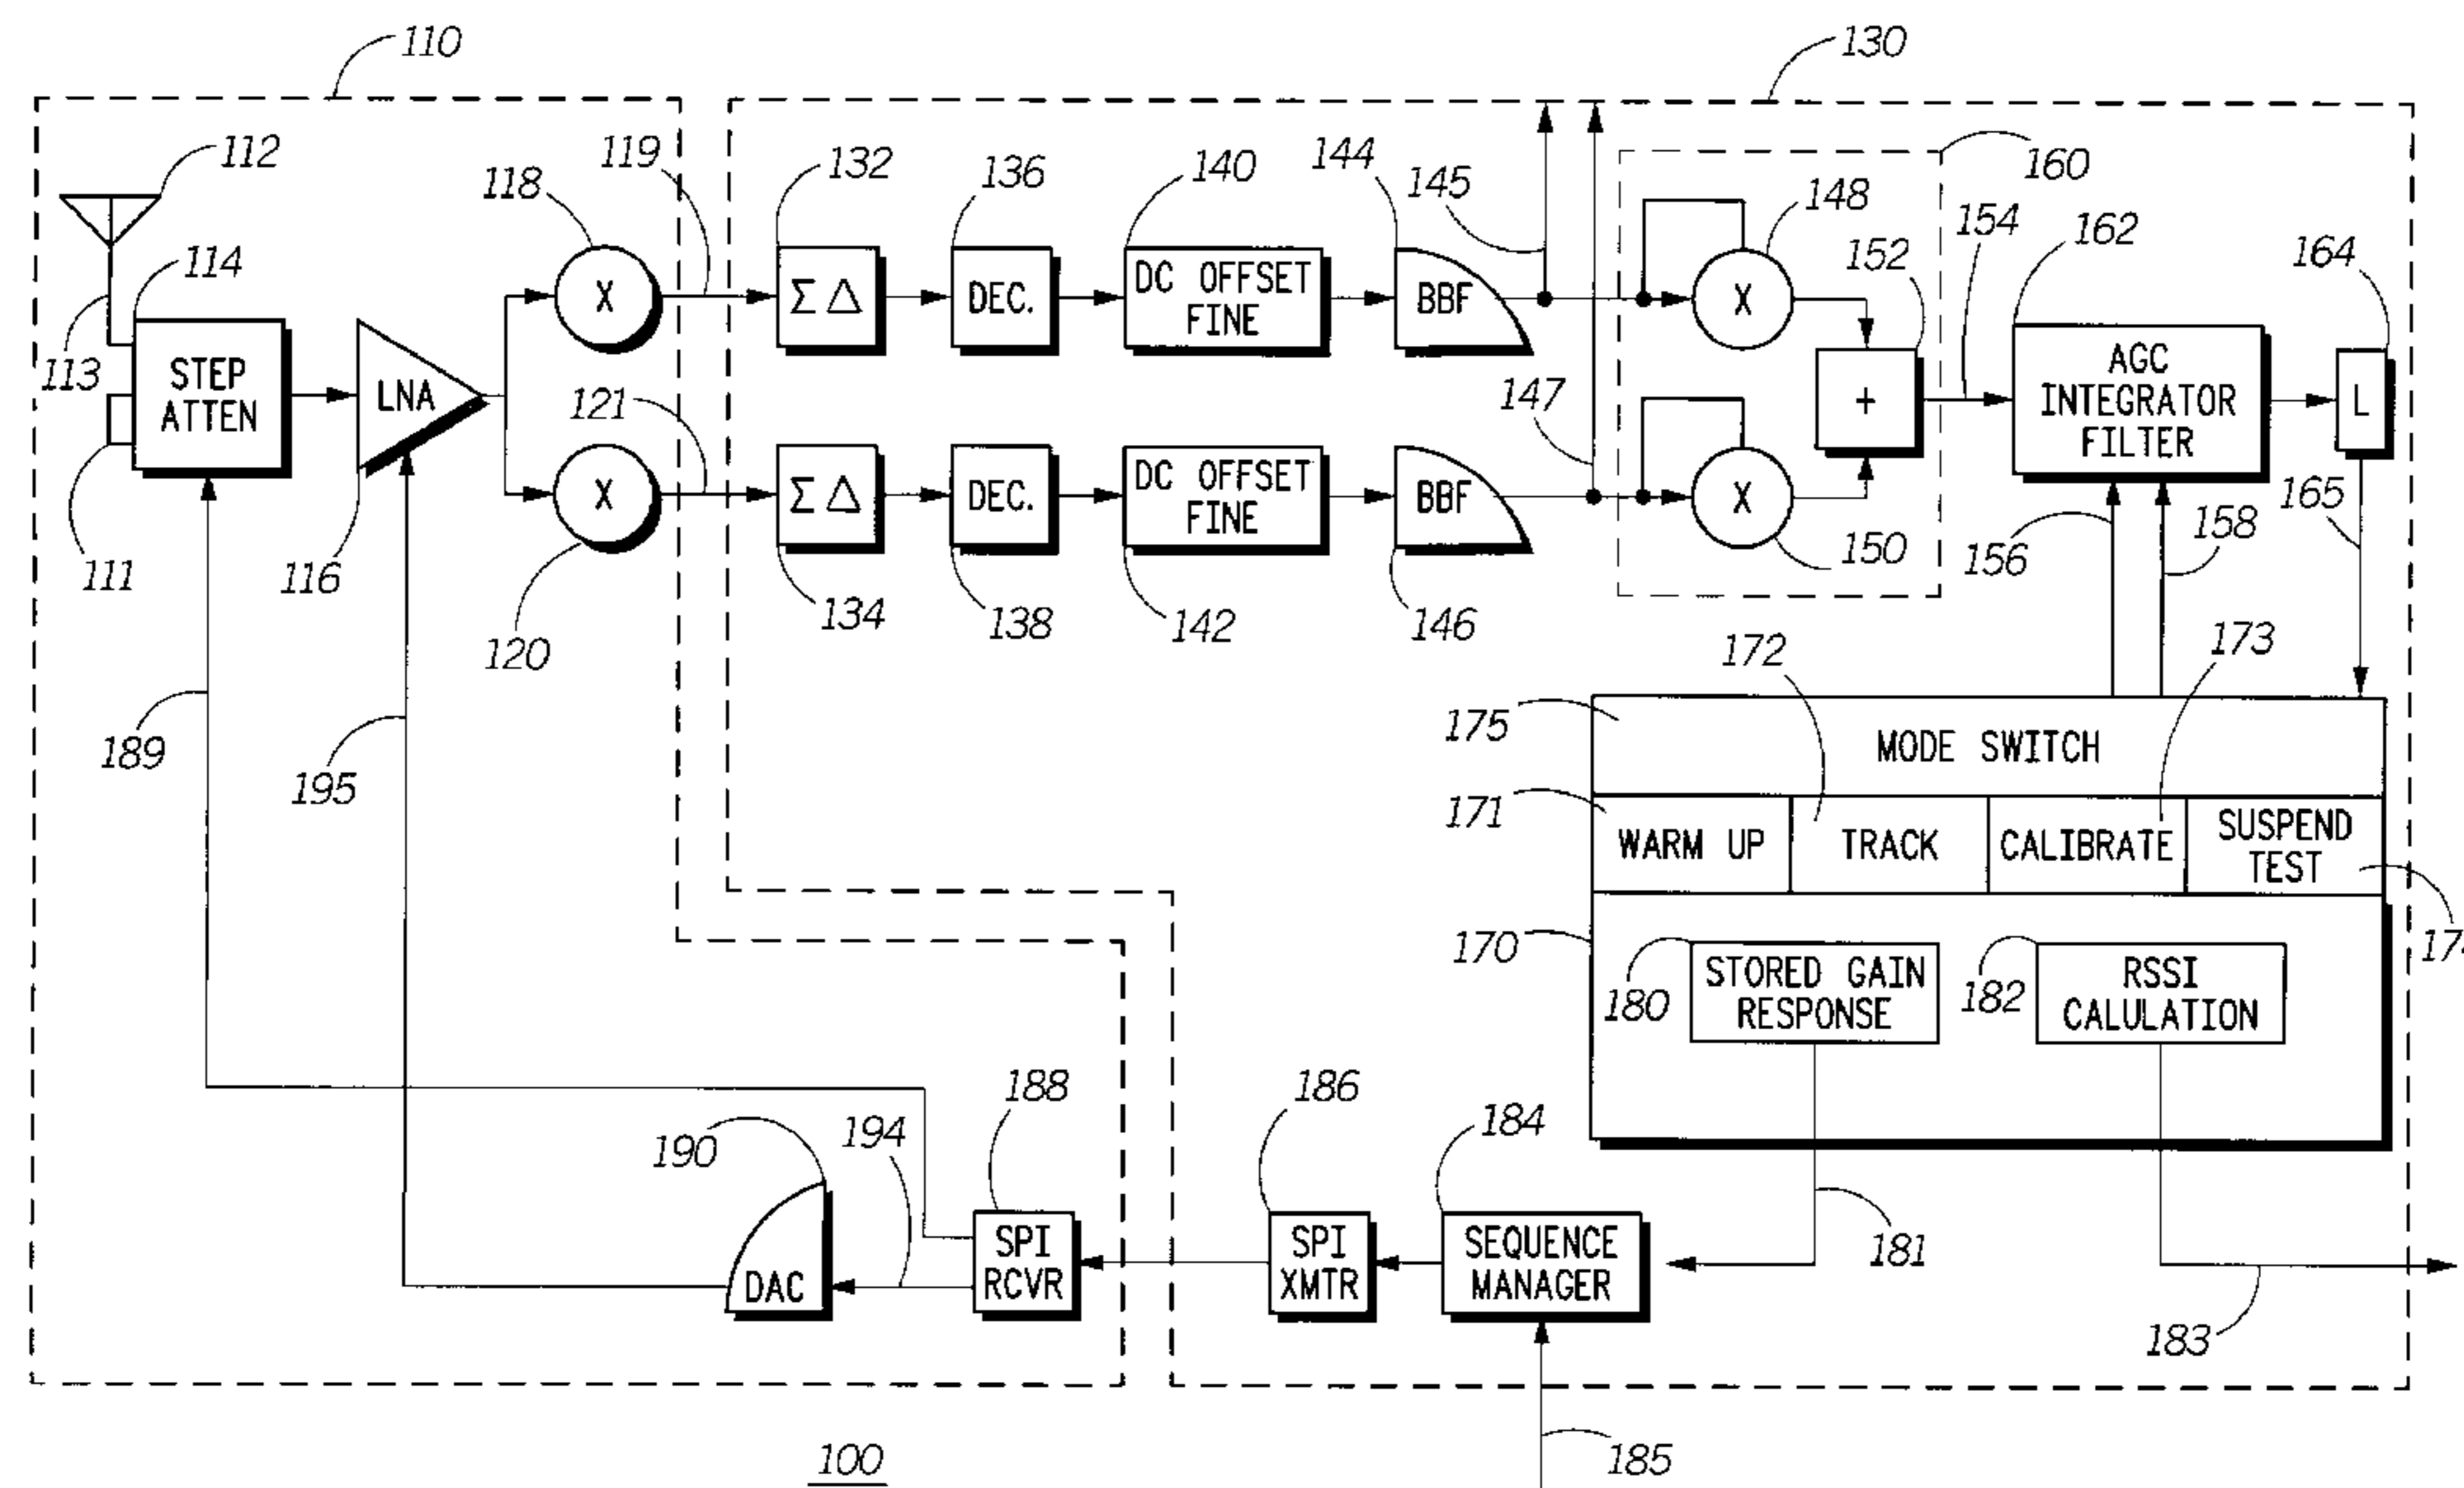 110
130
112
119
132
136
140
144
145
160
118
148
154
162
114
152
164
113
STEP
ATTEN
LNA
X
Σ Δ
DEC.
DC OFFSET
FINE
BBF
X
+
AGC
INTEGRATOR
FILTER
L
121
147
X
Σ Δ
DEC.
DC OFFSET
FINE
BBF
X
165
111
116
156
158
150
120
134
138
142
146
172
173
189
195
175
MODE SWITCH
171
WARM UP
TRACK
CALIBRATE
SUSPEND
TEST
170
180
STORED GAIN
RESPONSE
182
RSSI
CALULATION
190
194
188
186
184
DAC
SPI
RCVR
SPI
XMTR
SEQUENCE
MANAGER
181
183
100
185